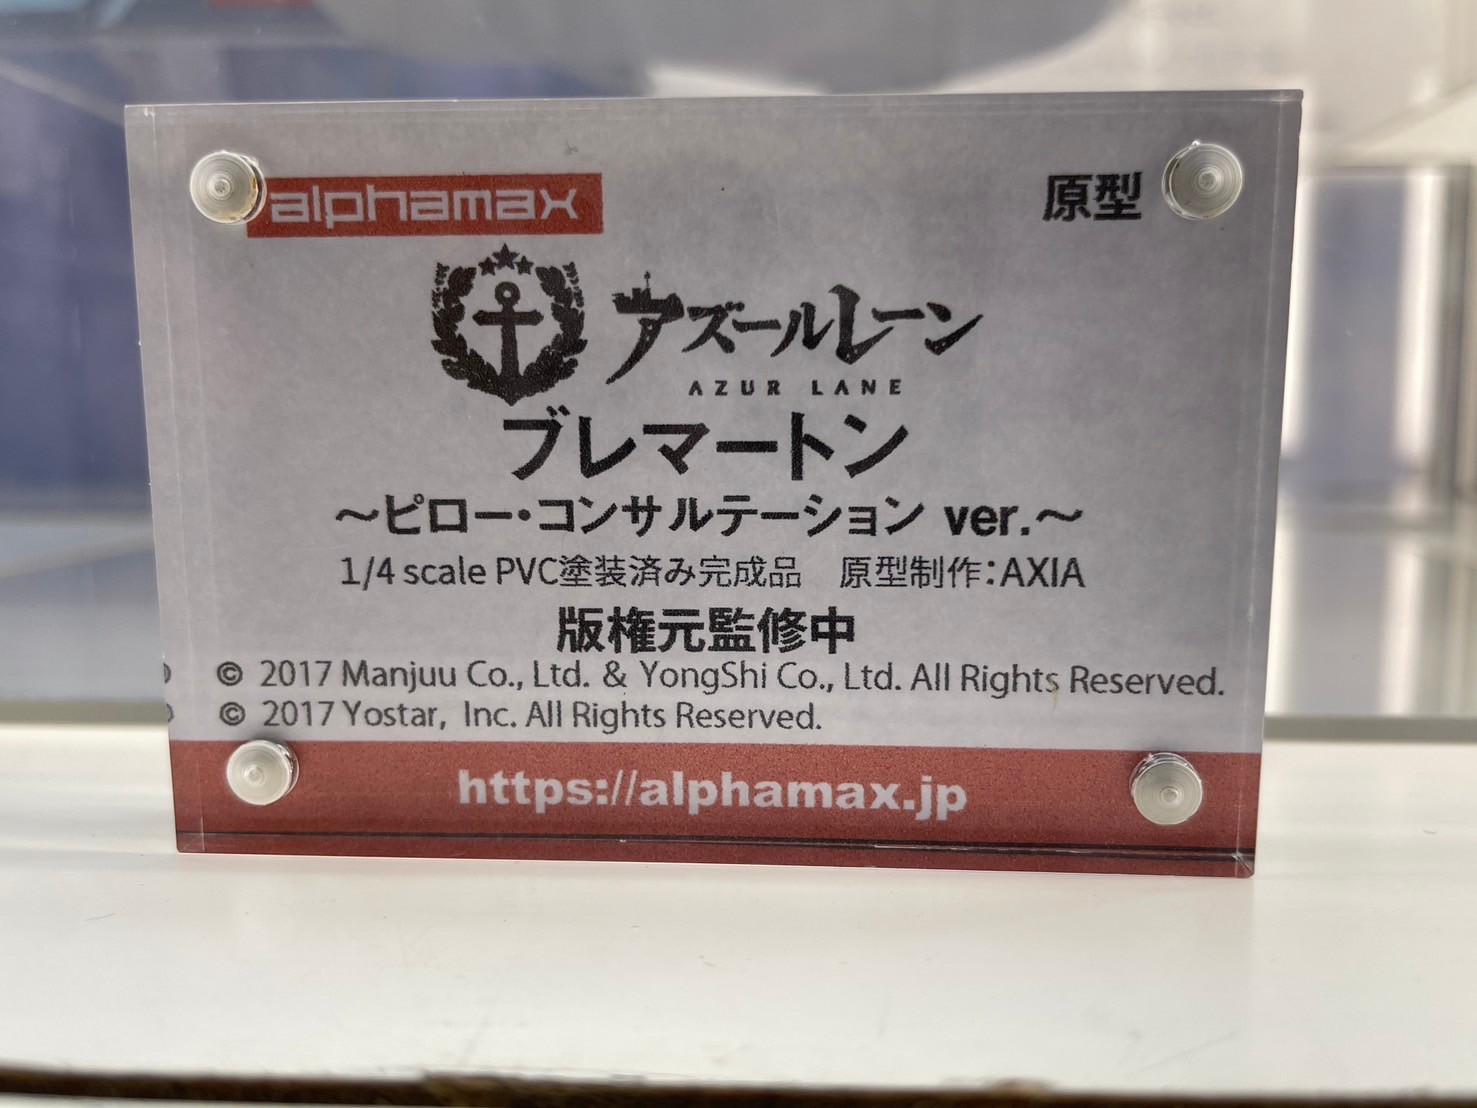 alphamax
原型
アズールレーン
AZUR LANE
ブレマートン
～ピロー・コンサルテーション ver.～
1/4 scale PVC塗装済み完成品　原型制作：AXIA
版権元監修中
© 2017 Manjuu Co., Ltd. & YongShi Co., Ltd. All Rights Reserved.
© 2017 Yostar, Inc. All Rights Reserved.
https://alphamax.jp